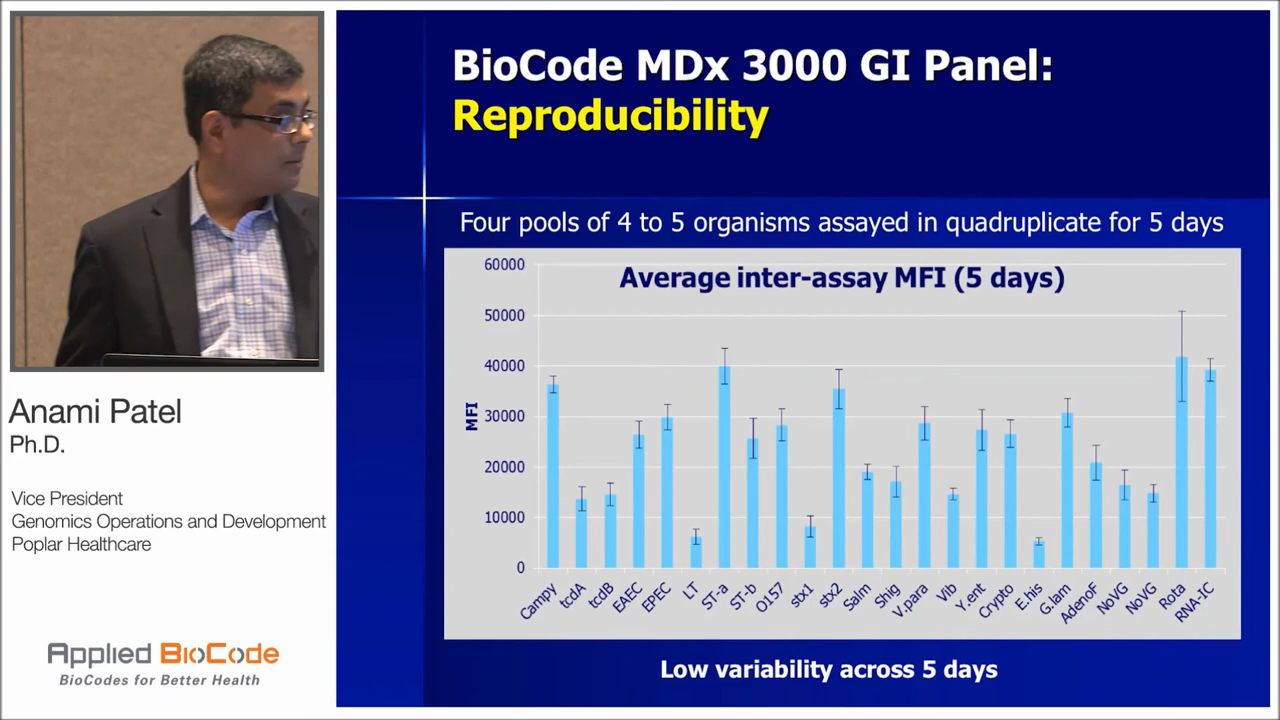 BioCode MDx 3000 GI Panel:
Reproducibility
Four pools of 4 to 5 organisms assayed in quadruplicate for 5 days
Average inter-assay MFI (5 days)
60000
50000
40000
30000
20000
10000
0
MFI
Campy
tcdA
tcdB
EAEC
EPEC
LT
ST-a
ST-b
O157
stx1
stx2
Salm
Shig
V.para
Vib
Y.ent
Crypto
E.his
G.lam
AdenoF
NoVG
NoVG
Rota
RNA-IC
Low variability across 5 days
Anami Patel
Ph.D.
Vice President
Genomics Operations and Development
Poplar Healthcare
Applied BioCode
BioCodes for Better Health